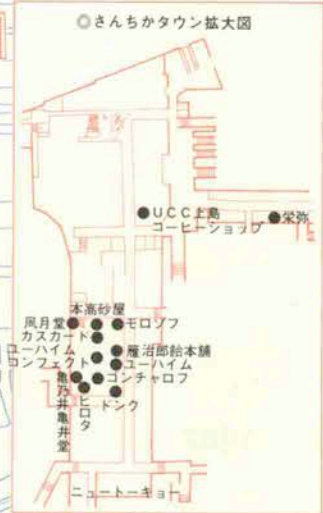 ◎さんちかタウン拡大図
UCC上島
コーヒーショップ
栄弥
本高砂屋
風月堂
モロゾフ
カスカード
ユーハイム
コンフェクト
雁治郎飴本舗
ユーハイム
コンチャロフ
亀乃井亀井堂
ヒロタ
ドンク
ニュートーキョー